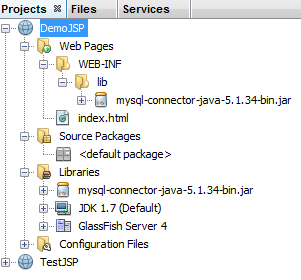 Projects Files Services
DemoJSP
Web Pages
WEB-INF
lib
mysql-connector-java-5.1.34-bin.jar
index.html
Source Packages
<default package>
Libraries
mysql-connector-java-5.1.34-bin.jar
JDK 1.7 (Default)
GlassFish Server 4
Configuration Files
TestJSP